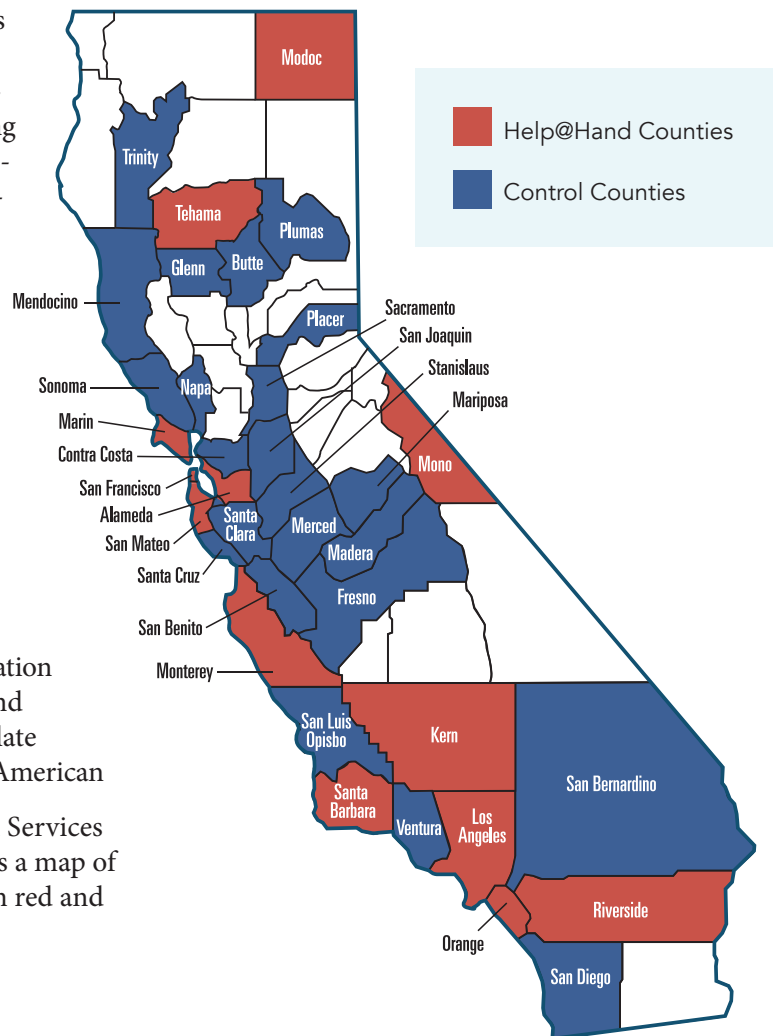 s
Modoc
Help@Hand Counties
Control Counties
Trinity
Tehama
Plumas
Butte
Glenn
Mendocino
Placer
Sacramento
San Joaquin
Stanislaus
Mariposa
Sonoma
Napa
Marin
Contra Costa
Mono
San Francisco
Alameda
Santa
Clara
Merced
San Mateo
Madera
Santa Cruz
Fresno
San Benito
Monterey
ation
nd
late
American
Services
s a map of
n red and
San Luis
Opisbo
Kern
San Bernardino
Santa
Barbara
Ventura
Los
Angeles
Riverside
Orange
San Diego